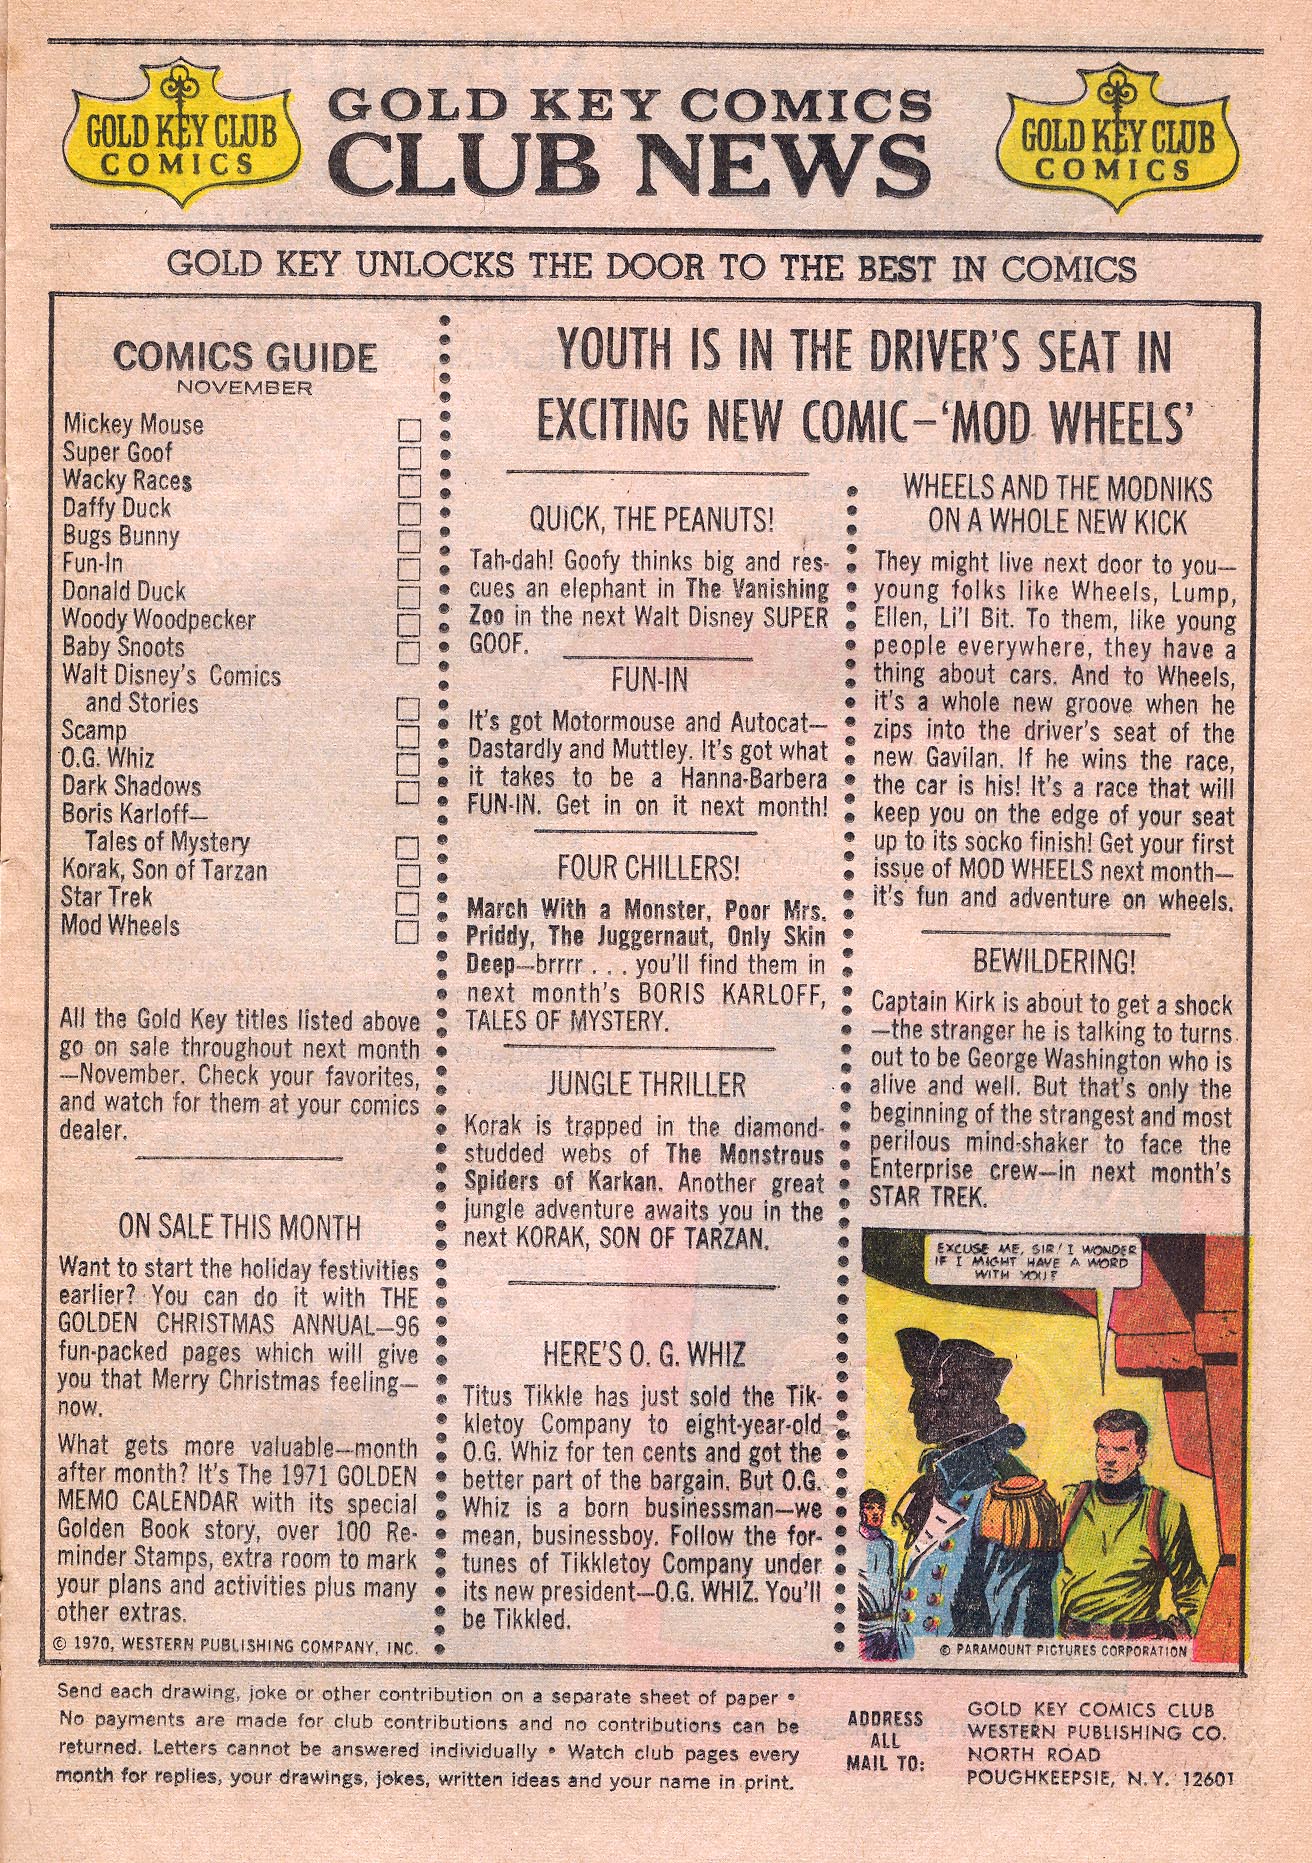 GOLD KEY CLUB
COMICS
GOLD KEY COMICS
CLUB NEWS
GOLD KEY CLUB
COMICS
GOLD KEY UNLOCKS THE DOOR TO THE BEST IN COMICS
COMICS GUIDE
NOVEMBER
Mickey Mouse
Super Goof
Wacky Races
Daffy Duck
Bugs Bunny
Fun-In
Donald Duck
Woody Woodpecker
Baby Snoots
Walt Disney's Comics
and Stories
Scamp
O.G. Whiz
Dark Shadows
Boris Karloff—
Tales of Mystery
Korak, Son of Tarzan
Star Trek
Mod Wheels
All the Gold Key titles listed above
go on sale throughout next month
—November. Check your favorites,
and watch for them at your comics
dealer.
ON SALE THIS MONTH
Want to start the holiday festivities
earlier? You can do it with THE
GOLDEN CHRISTMAS ANNUAL—96
fun-packed pages which will give
you that Merry Christmas feeling—
now.
What gets more valuable—month
after month? It's The 1971 GOLDEN
MEMO CALENDAR with its special
Golden Book story, over 100 Re-
minder Stamps, extra room to mark
your plans and activities plus many
other extras.
© 1970, WESTERN PUBLISHING COMPANY, INC.
YOUTH IS IN THE DRIVER'S SEAT IN
EXCITING NEW COMIC—'MOD WHEELS'
QUICK, THE PEANUTS!
Tah-dah! Goofy thinks big and res-
cues an elephant in The Vanishing
Zoo in the next Walt Disney SUPER
GOOF.
FUN-IN
It's got Motormouse and Autocat—
Dastardly and Muttley. It's got what
it takes to be a Hanna-Barbera
FUN-IN. Get in on it next month!
FOUR CHILLERS!
March With a Monster, Poor Mrs.
Priddy, The Juggernaut, Only Skin
Deep—brrrr . . . you'll find them in
next month's BORIS KARLOFF,
TALES OF MYSTERY.
JUNGLE THRILLER
Korak is trapped in the diamond-
studded webs of The Monstrous
Spiders of Karkan. Another great
jungle adventure awaits you in the
next KORAK, SON OF TARZAN.
HERE'S O. G. WHIZ
Titus Tikkle has just sold the Tik-
kletoy Company to eight-year-old
O.G. Whiz for ten cents and got the
better part of the bargain. But O.G.
Whiz is a born businessman—we
mean, businessboy. Follow the for-
tunes of Tikkletoy Company under
its new president—O.G. WHIZ. You'll
be Tikkled.
WHEELS AND THE MODNIKS
ON A WHOLE NEW KICK
They might live next door to you—
young folks like Wheels, Lump,
Ellen, Li'l Bit. To them, like young
people everywhere, they have a
thing about cars. And to Wheels,
it's a whole new groove when he
zips into the driver's seat of the
new Gavilan. If he wins the race,
the car is his! It's a race that will
keep you on the edge of your seat
up to its socko finish! Get your first
issue of MOD WHEELS next month—
it's fun and adventure on wheels.
BEWILDERING!
Captain Kirk is about to get a shock
—the stranger he is talking to turns
out to be George Washington who is
alive and well. But that's only the
beginning of the strangest and most
perilous mind-shaker to face the
Enterprise crew—in next month's
STAR TREK.
EXCUSE ME, SIR! I WONDER
IF I MIGHT HAVE A WORD
WITH YOU?
© PARAMOUNT PICTURES CORPORATION
Send each drawing, joke or other contribution on a separate sheet of paper •
No payments are made for club contributions and no contributions can be
returned. Letters cannot be answered individually • Watch club pages every
month for replies, your drawings, jokes, written ideas and your name in print.
ADDRESS
ALL
MAIL TO:
GOLD KEY COMICS CLUB
WESTERN PUBLISHING CO.
NORTH ROAD
POUGHKEEPSIE, N.Y. 12601